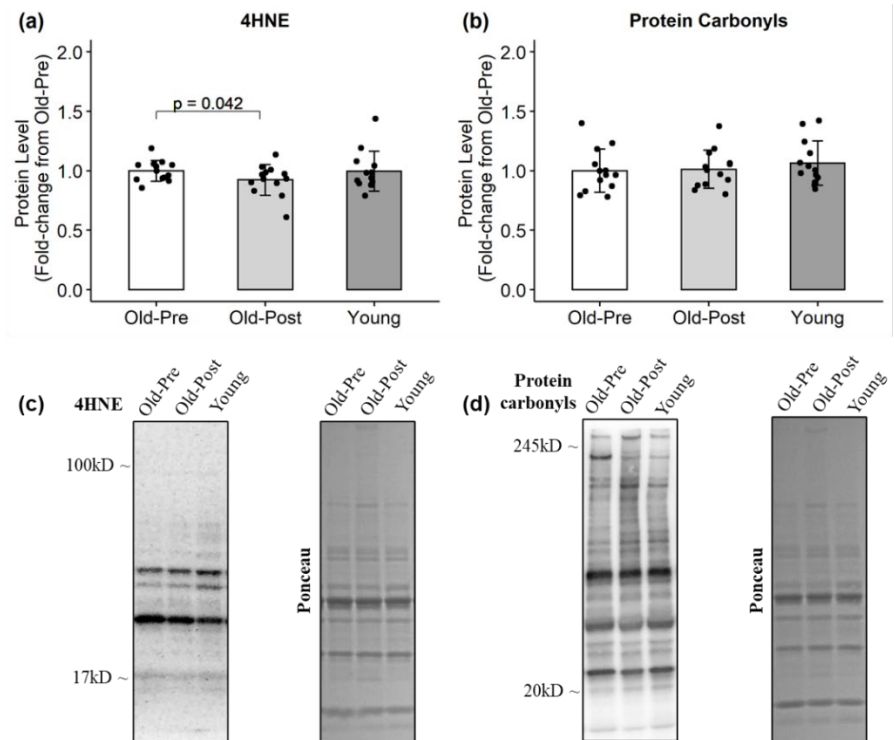 (a)
4HNE
Protein Level
(Fold-change from Old-Pre)
2.0
1.5
1.0
0.5
0.0
p = 0.042
Old-Pre
Old-Post
Young
(b)
Protein Carbonyls
Protein Level
(Fold-change from Old-Pre)
2.0
1.5
1.0
0.5
0.0
Old-Pre
Old-Post
Young
(c)
4HNE
Old-Pre
Old-Post
Young
100kD ~
17kD ~
Old-Pre
Old-Post
Young
Ponceau
(d)
Protein
carbonyls
Old-Pre
Old-Post
Young
245kD ~
20kD ~
Old-Pre
Old-Post
Young
Ponceau